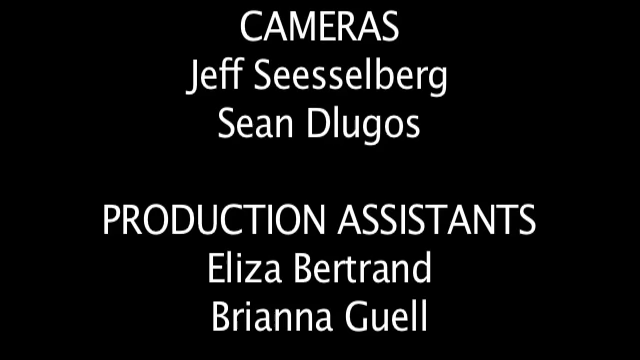 CAMERAS
Jeff Seesselberg
Sean Dlugos
PRODUCTION ASSISTANTS
Eliza Bertrand
Brianna Guell